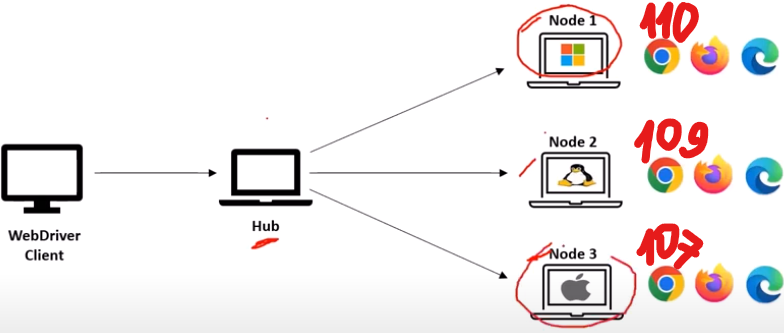 Node 1
110
Node 2
109
WebDriver
Client
Hub
Node 3
107